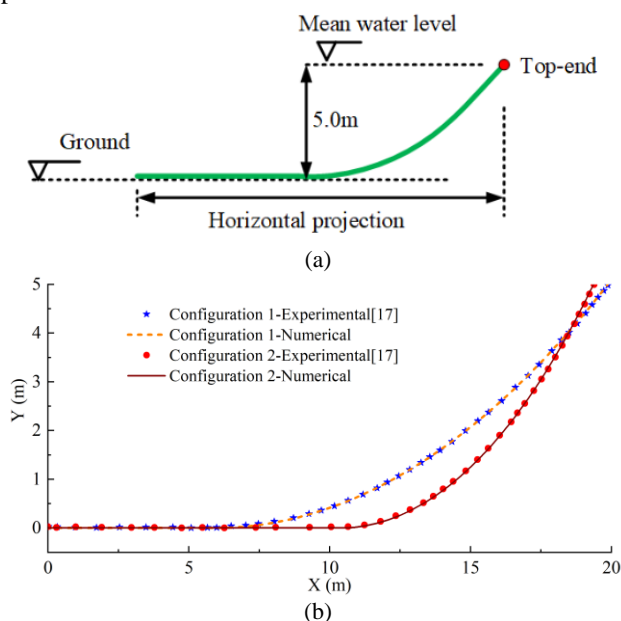 Mean water level
Top-end
5.0m
Ground
Horizontal projection
(a)
5
4
3
2
1
0
Y (m)
Configuration 1-Experimental[17]
Configuration 1-Numerical
Configuration 2-Experimental[17]
Configuration 2-Numerical
0 5 10 15 20
X (m)
(b)